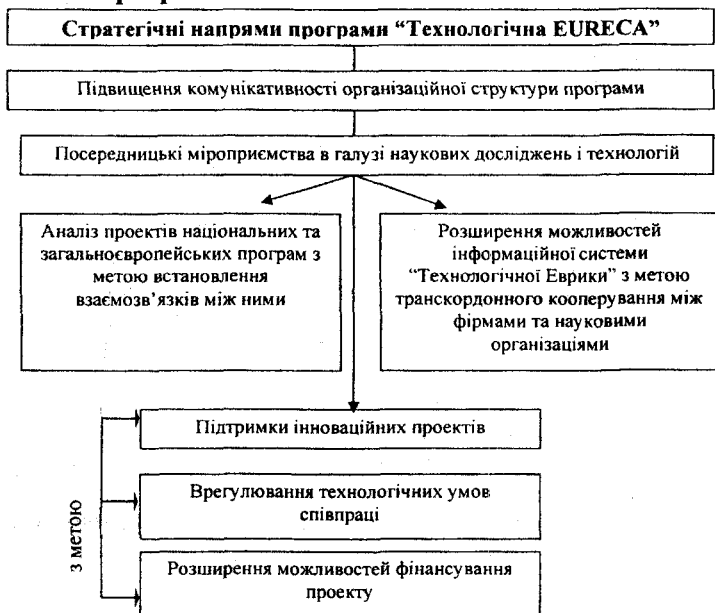 Стратегічні напрями програми “Технологічна EURECA”
Підвищення комунікативності організаційної структури програми
Посередницькі міроприємства в галузі наукових досліджень і технологій
Аналіз проектів національних та
загальноєвропейських програм з
метою встановлення
взаємозв’язків між ними
Розширення можливостей
інформаційної системи
“Технологічної Еврики” з метою
транскордонного кооперування між
фірмами та науковими
організаціями
з метою
Підтримки інноваційних проектів
Врегулювання технологічних умов
співпраці
Розширення можливостей фінансування
проекту